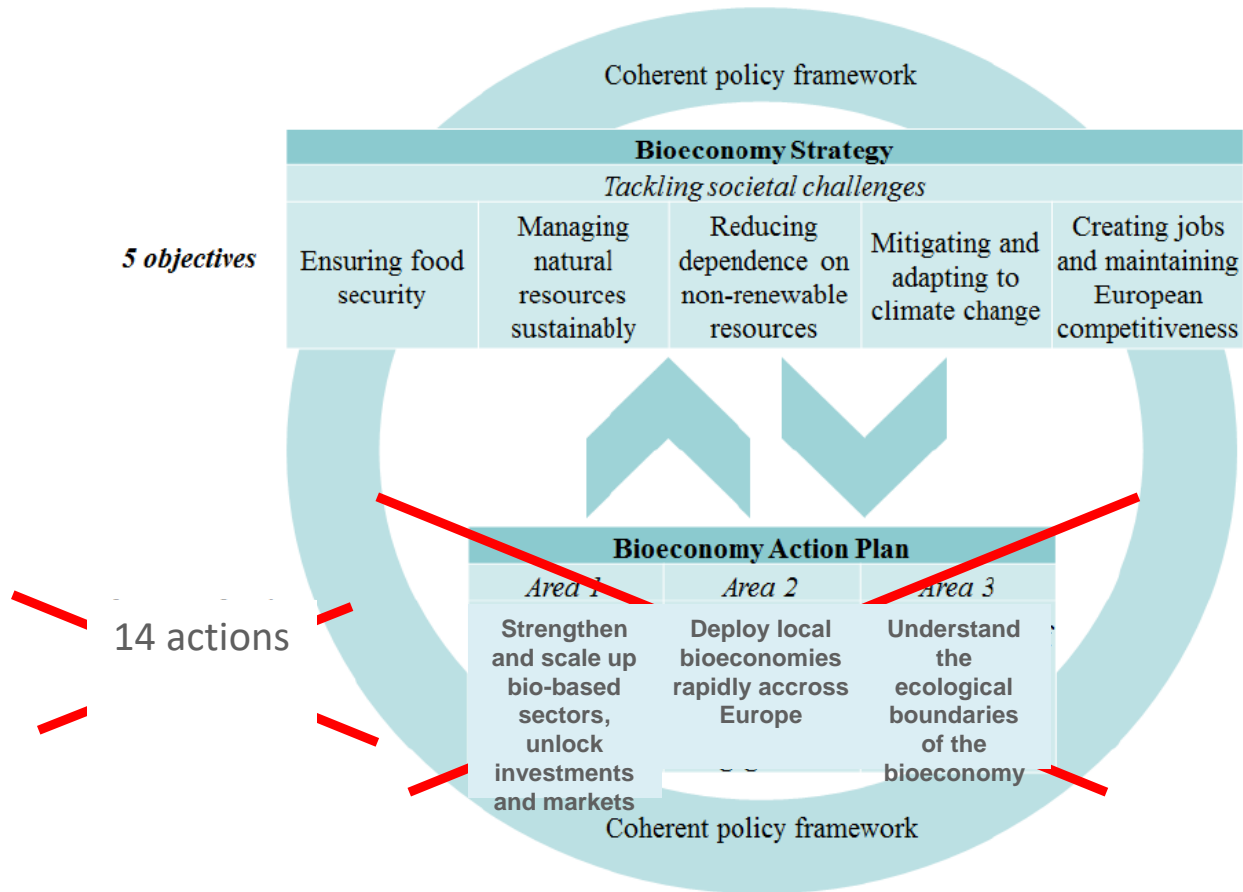 Coherent policy framework
Bioeconomy Strategy
Tackling societal challenges
5 objectives
Ensuring food
security
Managing
natural
resources
sustainably
Reducing
dependence on
non-renewable
resources
Mitigating and
adapting to
climate change
Creating jobs
and maintaining
European
competitiveness
Bioeconomy Action Plan
Area 1
Area 2
Area 3
14 actions
Strengthen
and scale up
bio-based
sectors,
unlock
investments
and markets
Deploy local
bioeconomies
rapidly accross
Europe
Understand
the
ecological
boundaries
of the
bioeconomy
Coherent policy framework